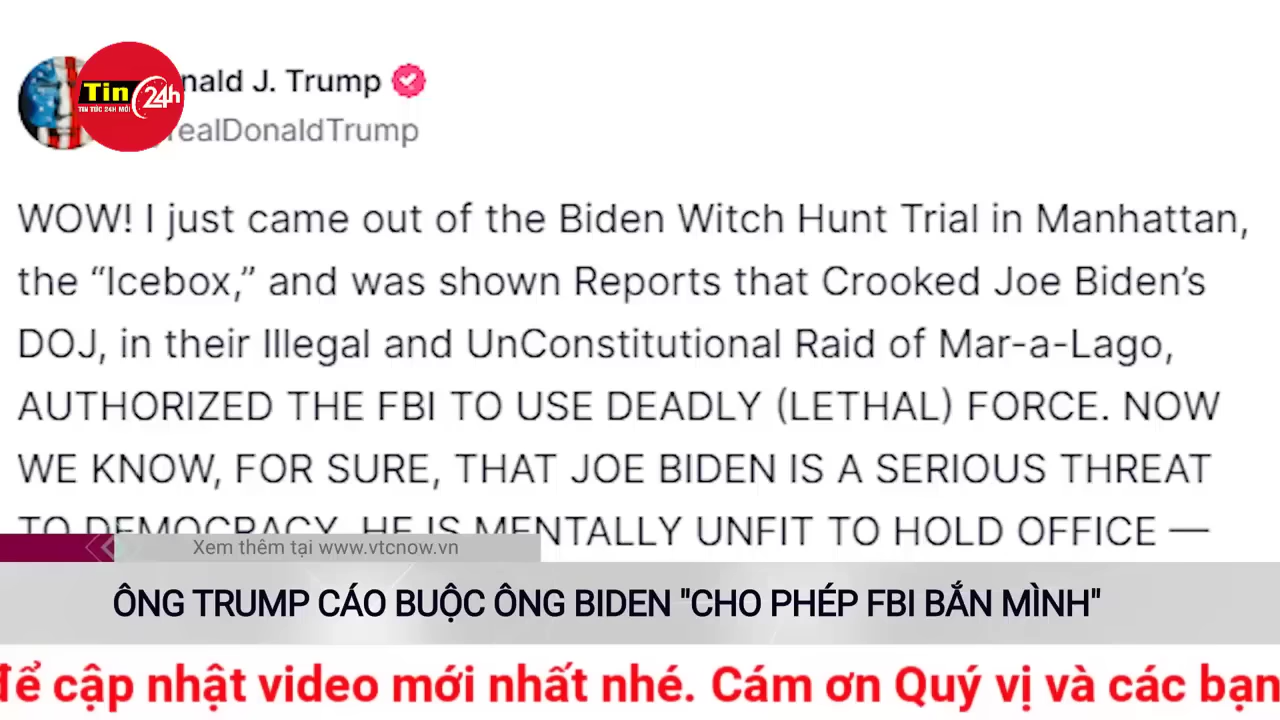 Tin 24h
TIN TỨC 24H MỚI
nald J. Trump
realDonaldTrump
WOW! I just came out of the Biden Witch Hunt Trial in Manhattan,
the “Icebox,” and was shown Reports that Crooked Joe Biden’s
DOJ, in their Illegal and UnConstitutional Raid of Mar-a-Lago,
AUTHORIZED THE FBI TO USE DEADLY (LETHAL) FORCE. NOW
WE KNOW, FOR SURE, THAT JOE BIDEN IS A SERIOUS THREAT
TO DEMOCRACY. HE IS MENTALLY UNFIT TO HOLD OFFICE —
Xem thêm tại www.vtcnow.vn
ÔNG TRUMP CÁO BUỘC ÔNG BIDEN "CHO PHÉP FBI BẮN MÌNH"
để cập nhật video mới nhất nhé. Cám ơn Quý vị và các bạn